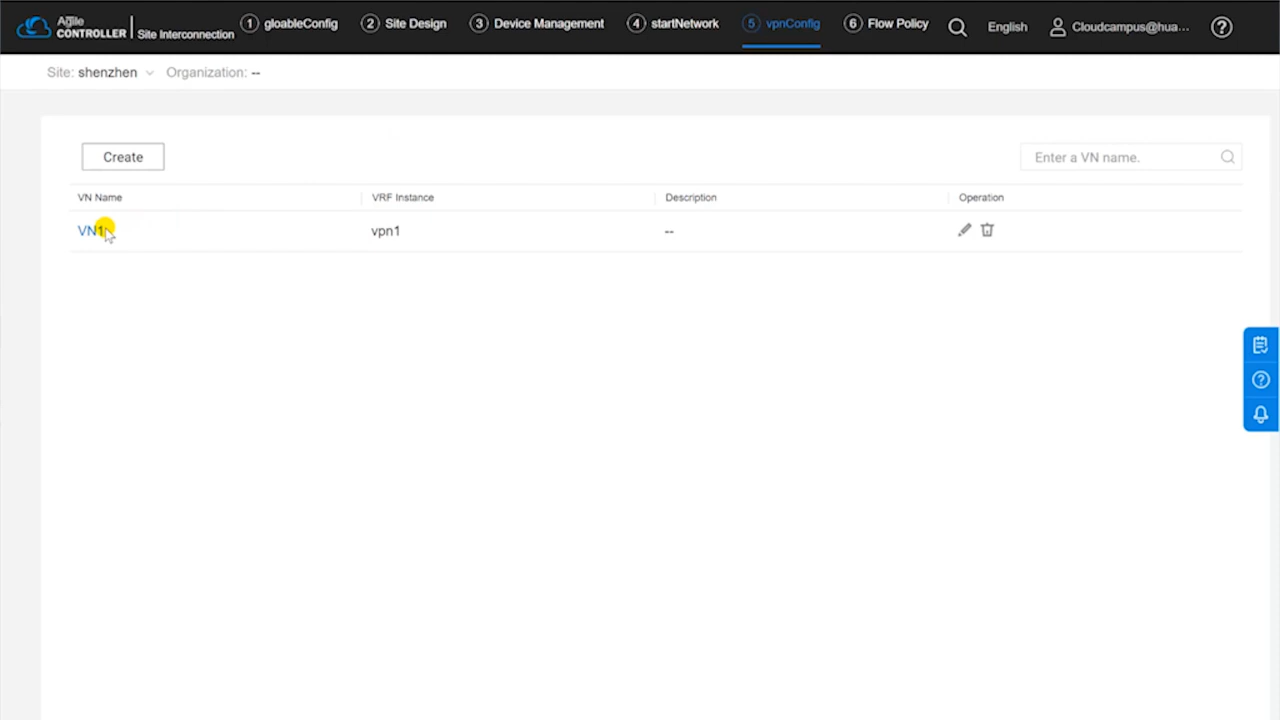 Agile
CONTROLLER
Site Interconnection
1 gloableConfig
2 Site Design
3 Device Management
4 startNetwork
5 vpnConfig
6 Flow Policy
English
Cloudcampus@hua...
Site: shenzhen
Organization: --
Create
Enter a VN name.
VN Name VRF Instance Description Operation
VN1 vpn1 --